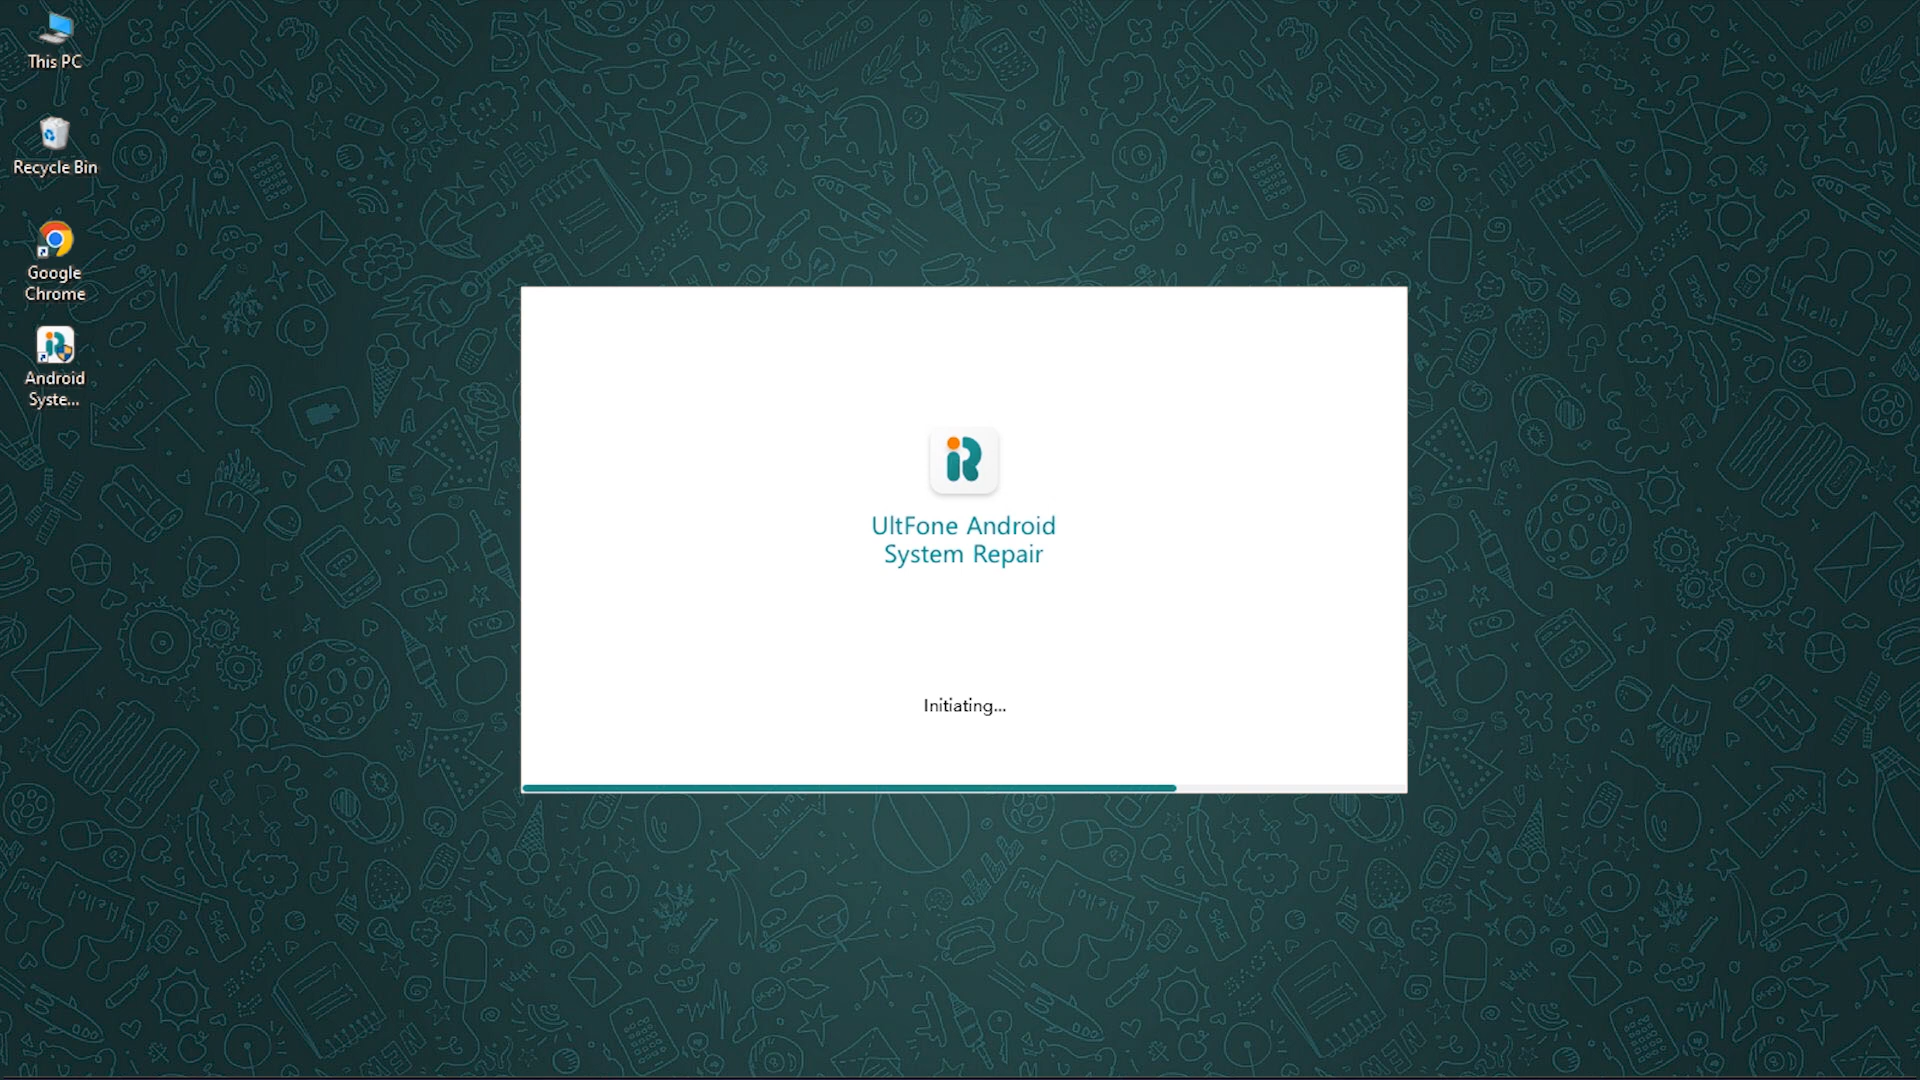 This PC
Recycle Bin
Google
Chrome
Android
Syste...
UltFone Android
System Repair
Initiating...